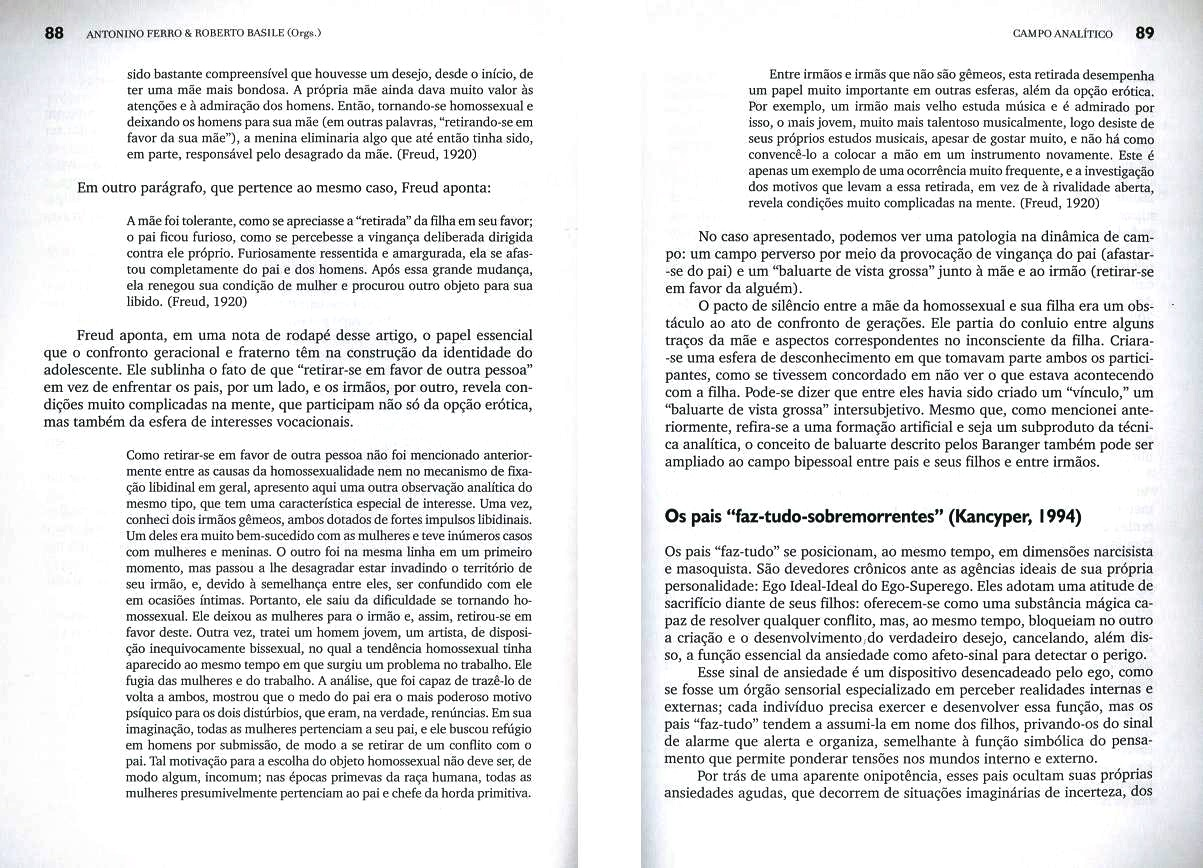 88 ANTONINO FERRO & ROBERTO BASILE (Orgs.)
sido bastante compreensível que houvesse um desejo, desde o início, de
ter uma mãe mais bondosa. A própria mãe ainda dava muito valor às
atenções e à admiração dos homens. Então, tornando-se homossexual e
deixando os homens para sua mãe (em outras palavras, “retirando-se em
favor da sua mãe”), a menina eliminaria algo que até então tinha sido,
em parte, responsável pelo desagrado da mãe. (Freud, 1920)
Em outro parágrafo, que pertence ao mesmo caso, Freud aponta:
A mãe foi tolerante, como se apreciasse a “retirada” da filha em seu favor;
o pai ficou furioso, como se percebesse a vingança deliberada dirigida
contra ele próprio. Furiosamente ressentida e amargurada, ela se afas-
tou completamente do pai e dos homens. Após essa grande mudança,
ela renegou sua condição de mulher e procurou outro objeto para sua
libido. (Freud, 1920)
Freud aponta, em uma nota de rodapé desse artigo, o papel essencial
que o confronto geracional e fraterno têm na construção da identidade do
adolescente. Ele sublinha o fato de que “retirar-se em favor de outra pessoa”
em vez de enfrentar os pais, por um lado, e os irmãos, por outro, revela con-
dições muito complicadas na mente, que participam não só da opção erótica,
mas também da esfera de interesses vocacionais.
Como retirar-se em favor de outra pessoa não foi mencionado anterior-
mente entre as causas da homossexualidade nem no mecanismo de fixa-
ção libidinal em geral, apresento aqui uma outra observação analítica do
mesmo tipo, que tem uma característica especial de interesse. Uma vez,
conheci dois irmãos gêmeos, ambos dotados de fortes impulsos libidinais.
Um deles era muito bem-sucedido com as mulheres e teve inúmeros casos
com mulheres e meninas. O outro foi na mesma linha em um primeiro
momento, mas passou a lhe desagradar estar invadindo o território de
seu irmão, e, devido à semelhança entre eles, ser confundido com ele
em ocasiões íntimas. Portanto, ele saiu da dificuldade se tornando ho-
mossexual. Ele deixou as mulheres para o irmão e, assim, retirou-se em
favor deste. Outra vez, tratei um homem jovem, um artista, de disposi-
ção inequivocamente bissexual, no qual a tendência homossexual tinha
aparecido ao mesmo tempo em que surgiu um problema no trabalho. Ele
fugia das mulheres e do trabalho. A análise, que foi capaz de trazê-lo de
volta a ambos, mostrou que o medo do pai era o mais poderoso motivo
psíquico para os dois distúrbios, que eram, na verdade, renúncias. Em sua
imaginação, todas as mulheres pertenciam a seu pai, e ele buscou refúgio
em homens por submissão, de modo a se retirar de um conflito com o
pai. Tal motivação para a escolha do objeto homossexual não deve ser, de
modo algum, incomum; nas épocas primevas da raça humana, todas as
mulheres presumivelmente pertenciam ao pai e chefe da horda primitiva.
CAMPO ANALÍTICO 89
Entre irmãos e irmãs que não são gêmeos, esta retirada desempenha
um papel muito importante em outras esferas, além da opção erótica.
Por exemplo, um irmão mais velho estuda música e é admirado por
isso, o mais jovem, muito mais talentoso musicalmente, logo desiste de
seus próprios estudos musicais, apesar de gostar muito, e não há como
convencê-lo a colocar a mão em um instrumento novamente. Este é
apenas um exemplo de uma ocorrência muito frequente, e a investigação
dos motivos que levam a essa retirada, em vez de à rivalidade aberta,
revela condições muito complicadas na mente. (Freud, 1920)
No caso apresentado, podemos ver uma patologia na dinâmica de cam-
po: um campo perverso por meio da provocação de vingança do pai (afastar-
-se do pai) e um “baluarte de vista grossa” junto à mãe e ao irmão (retirar-se
em favor da alguém).
O pacto de silêncio entre a mãe da homossexual e sua filha era um obs-
táculo ao ato de confronto de gerações. Ele partia do conluio entre alguns
traços da mãe e aspectos correspondentes no inconsciente da filha. Criara-
-se uma esfera de desconhecimento em que tomavam parte ambos os partici-
pantes, como se tivessem concordado em não ver o que estava acontecendo
com a filha. Pode-se dizer que entre eles havia sido criado um “vínculo,” um
“baluarte de vista grossa” intersubjetivo. Mesmo que, como mencionei ante-
riormente, refira-se a uma formação artificial e seja um subproduto da técni-
ca analítica, o conceito de baluarte descrito pelos Baranger também pode ser
ampliado ao campo bipessoal entre pais e seus filhos e entre irmãos.
Os pais “faz-tudo-sobremorrentes” (Kancyper, 1994)
Os pais “faz-tudo” se posicionam, ao mesmo tempo, em dimensões narcisista
e masoquista. São devedores crônicos ante as agências ideais de sua própria
personalidade: Ego Ideal-Ideal do Ego-Superego. Eles adotam uma atitude de
sacrifício diante de seus filhos: oferecem-se como uma substância mágica ca-
paz de resolver qualquer conflito, mas, ao mesmo tempo, bloqueiam no outro
a criação e o desenvolvimento do verdadeiro desejo, cancelando, além dis-
so, a função essencial da ansiedade como afeto-sinal para detectar o perigo.
Esse sinal de ansiedade é um dispositivo desencadeado pelo ego, como
se fosse um órgão sensorial especializado em perceber realidades internas e
externas; cada indivíduo precisa exercer e desenvolver essa função, mas os
pais “faz-tudo” tendem a assumi-la em nome dos filhos, privando-os do sinal
de alarme que alerta e organiza, semelhante à função simbólica do pensa-
mento que permite ponderar tensões nos mundos interno e externo.
Por trás de uma aparente onipotência, esses pais ocultam suas próprias
ansiedades agudas, que decorrem de situações imaginárias de incerteza, dos